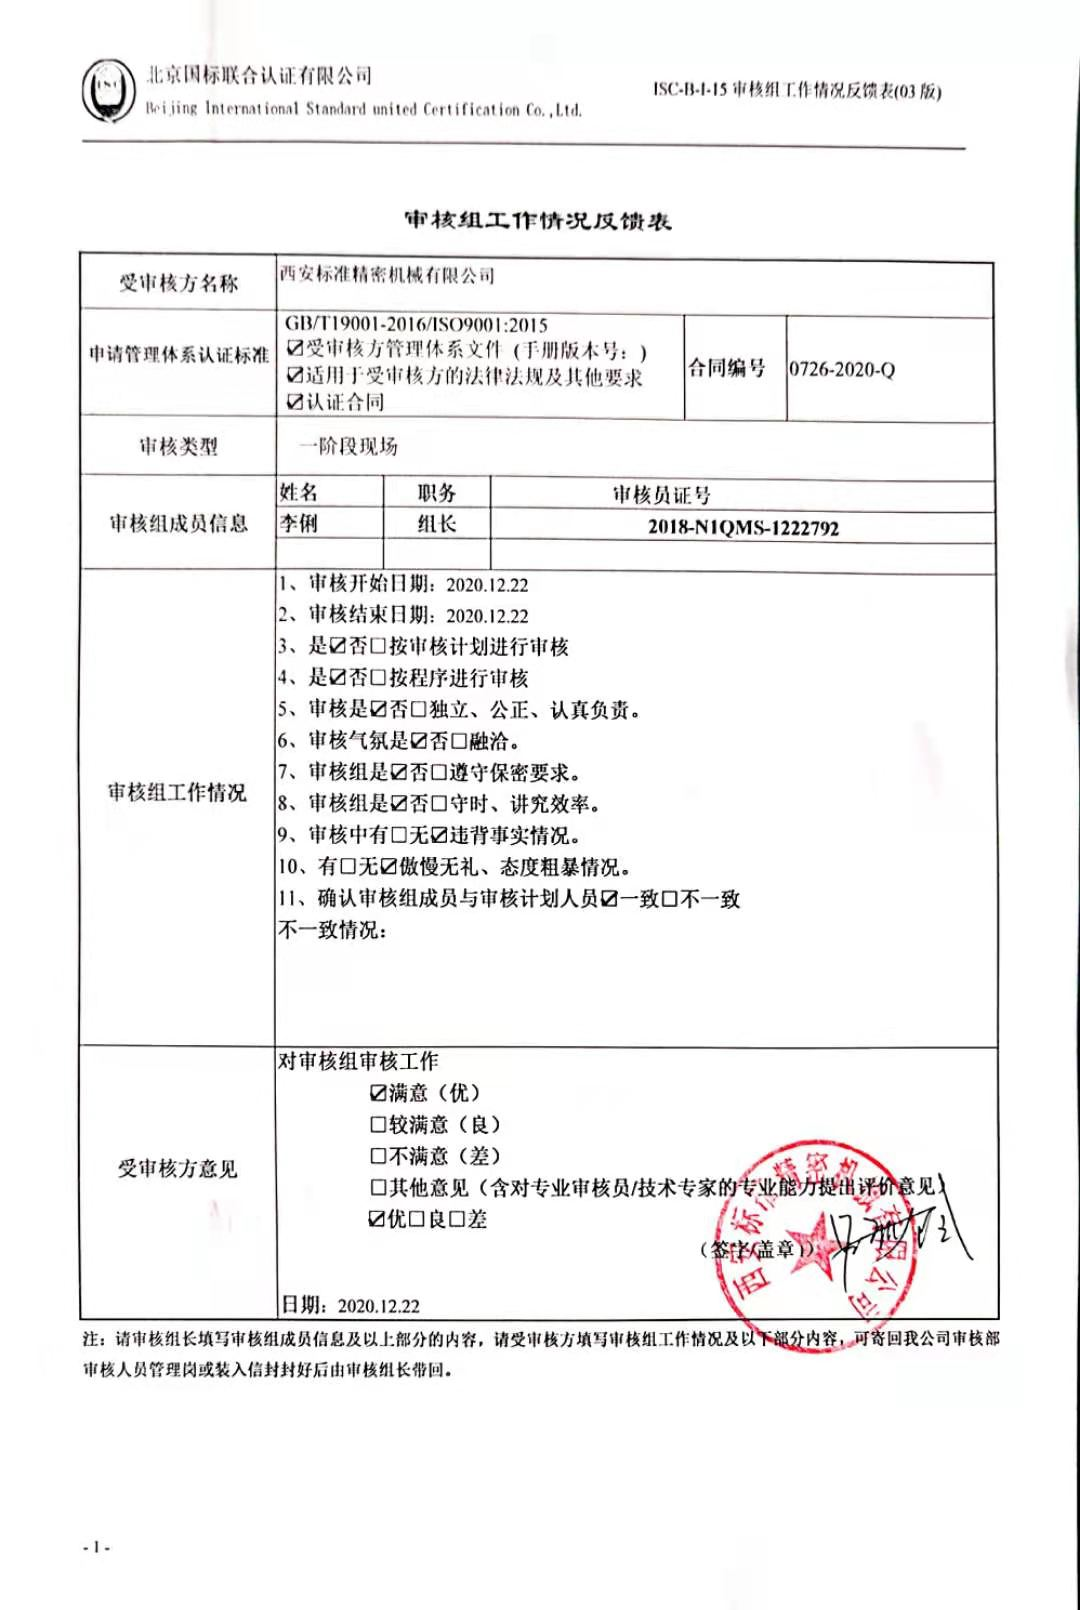 北京国标联合认证有限公司
Beijing International Standard united Certification Co.,Ltd.
ISC-B-I-15 审核组工作情况反馈表(03 版)
ISC
审核组工作情况反馈表
受审核方名称
西安标准精密机械有限公司
申请管理体系认证标准
GB/T19001-2016/ISO9001:2015
☑受审核方管理体系文件 (手册版本号: )
☑适用于受审核方的法律法规及其他要求
☑认证合同
合同编号
0726-2020-Q
审核类型
一阶段现场
审核组成员信息
姓名 职务 审核员证号
李俐 组长 2018-N1QMS-1222792
审核组工作情况
1、审核开始日期: 2020.12.22
2、审核结束日期: 2020.12.22
3、是☑否□按审核计划进行审核
4、是☑否□按程序进行审核
5、审核是☑否□独立、公正、认真负责。
6、审核气氛是☑否□融洽。
7、审核组是☑否□遵守保密要求。
8、审核组是☑否□守时、讲究效率。
9、审核中有□无☑违背事实情况。
10、有□无☑傲慢无礼、态度粗暴情况。
11、确认审核组成员与审核计划人员☑一致□不一致
不一致情况:
受审核方意见
对审核组审核工作
☑满意（优）
□较满意（良）
□不满意（差）
□其他意见（含对专业审核员/技术专家的专业能力提出评价意见）
☑优□良□差
（签字 盖章）
西安标准精密机械有限公司
日期: 2020.12.22
注: 请审核组长填写审核组成员信息及以上部分的内容，请受审核方填写审核组工作情况及以下部分内容，可寄回我公司审核部
审核人员管理岗或装入信封封好后由审核组长带回。
- 1 -